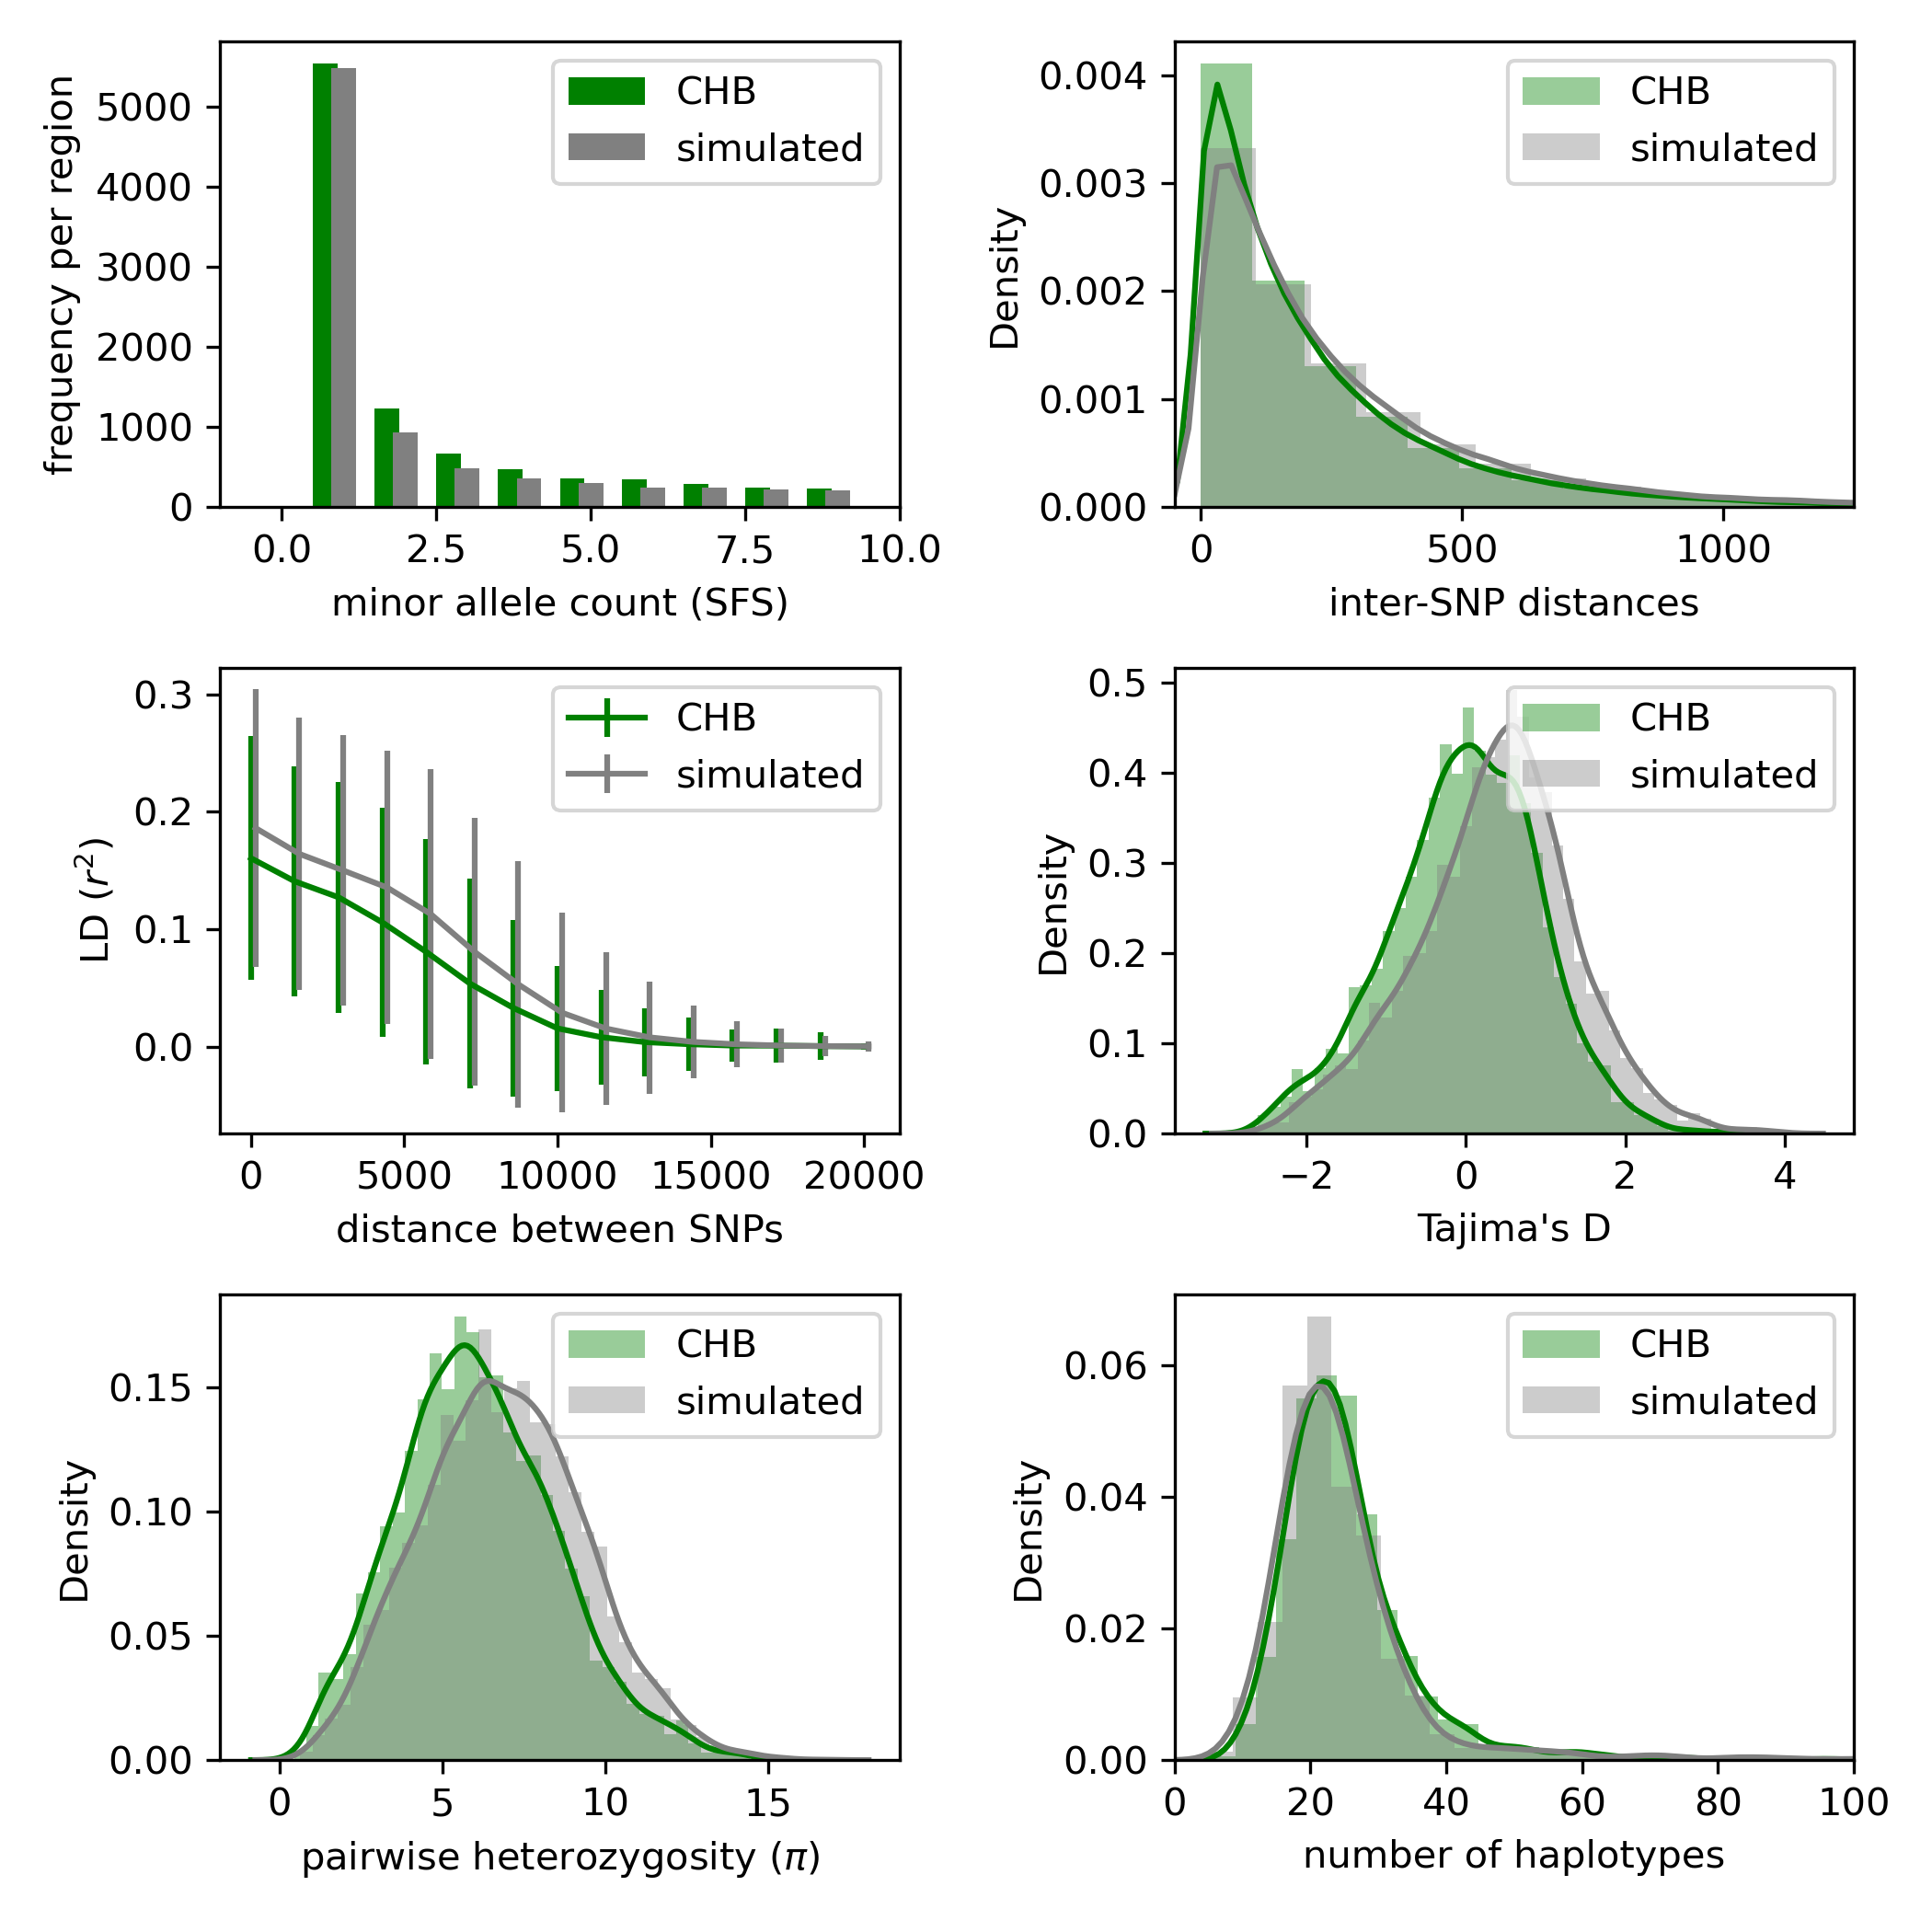 frequency per region
5000
4000
3000
2000
1000
0
0.0 2.5 5.0 7.5 10.0
minor allele count (SFS)
CHB
simulated
Density
0.004
0.003
0.002
0.001
0.000
0 500 1000
inter-SNP distances
CHB
simulated
LD (r²)
0.3
0.2
0.1
0.0
0 5000 10000 15000 20000
distance between SNPs
CHB
simulated
Density
0.5
0.4
0.3
0.2
0.1
0.0
−2 0 2 4
Tajima's D
CHB
simulated
Density
0.15
0.10
0.05
0.00
0 5 10 15
pairwise heterozygosity (π)
CHB
simulated
Density
0.06
0.04
0.02
0.00
0 20 40 60 80 100
number of haplotypes
CHB
simulated